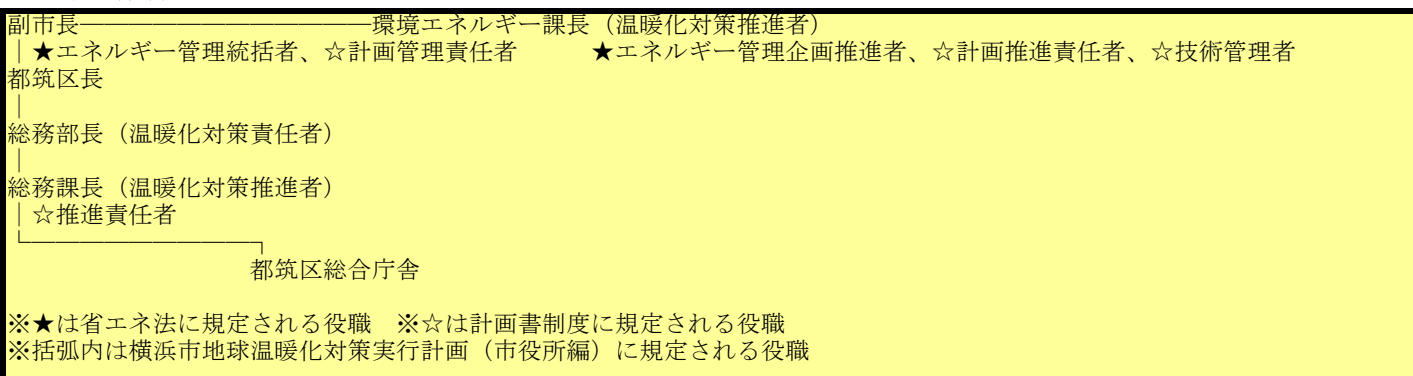 副市長――――――――――――環境エネルギー課長（温暖化対策推進者）
｜★エネルギー管理統括者、☆計画管理責任者　　　★エネルギー管理企画推進者、☆計画推進責任者、☆技術管理者
都筑区長
｜
総務部長（温暖化対策責任者）
｜
総務課長（温暖化対策推進者）
｜☆推進責任者
└―――――――――┐
都筑区総合庁舎
※★は省エネ法に規定される役職　※☆は計画書制度に規定される役職
※括弧内は横浜市地球温暖化対策実行計画（市役所編）に規定される役職